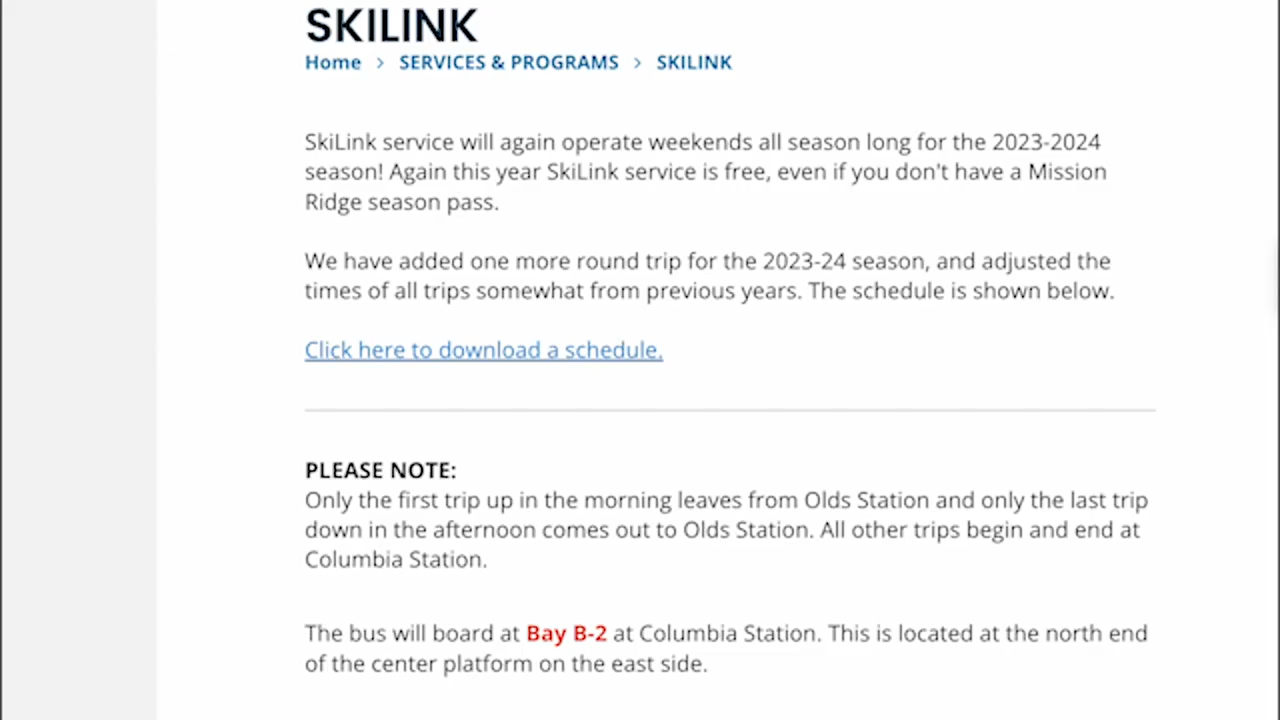 SKILINK
Home > SERVICES & PROGRAMS > SKILINK
SkiLink service will again operate weekends all season long for the 2023-2024
season! Again this year SkiLink service is free, even if you don't have a Mission
Ridge season pass.
We have added one more round trip for the 2023-24 season, and adjusted the
times of all trips somewhat from previous years. The schedule is shown below.
Click here to download a schedule.
PLEASE NOTE:
Only the first trip up in the morning leaves from Olds Station and only the last trip
down in the afternoon comes out to Olds Station. All other trips begin and end at
Columbia Station.
The bus will board at Bay B-2 at Columbia Station. This is located at the north end
of the center platform on the east side.